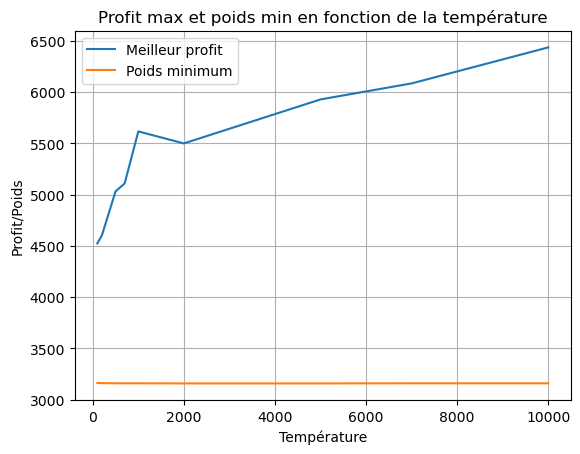 Profit max et poids min en fonction de la température
Meilleur profit
Poids minimum
Profit/Poids
6500
6000
5500
5000
4500
4000
3500
3000
0 2000 4000 6000 8000 10000
Température